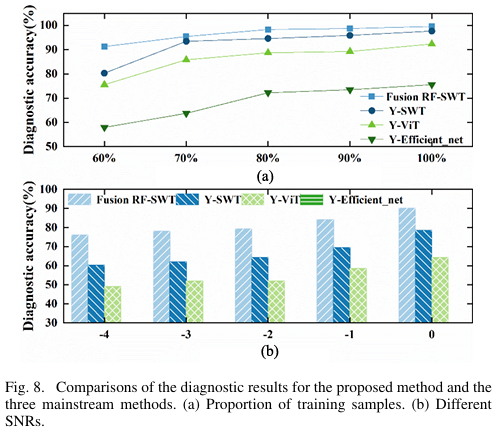 Diagnostic accuracy(%)
100
90
80
70
60
50
Fusion RF-SWT
Y-SWT
Y-ViT
Y-Efficient_net
60%
70%
80%
90%
100%
(a)
Diagnostic accuracy(%)
100
90
80
70
60
50
40
30
Fusion RF-SWT
Y-SWT
Y-ViT
Y-Efficient_net
-4
-3
-2
-1
0
(b)
Fig. 8. Comparisons of the diagnostic results for the proposed method and the
three mainstream methods. (a) Proportion of training samples. (b) Different
SNRs.